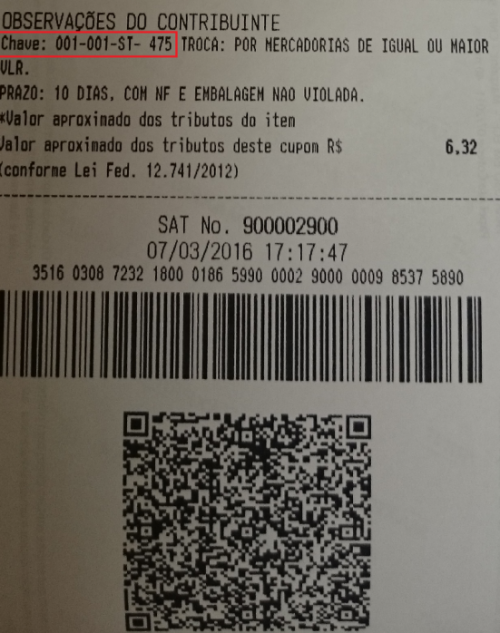 OBSERVAÇÕES DO CONTRIBUINTE
Chave: 001-001-ST- 475 TROCA: POR MERCADORIAS DE IGUAL OU MAIOR
VLR.
PRAZO: 10 DIAS, COM NF E EMBALAGEM NAO VIOLADA.
*Valor aproximado dos tributos do item
Valor aproximado dos tributos deste cupom R$ 6.32
(conforme Lei Fed. 12.741/2012)
SAT No. 900002900
07/03/2016 17:17:47
3516 0308 7232 1800 0186 5990 0002 9000 0009 8537 5890